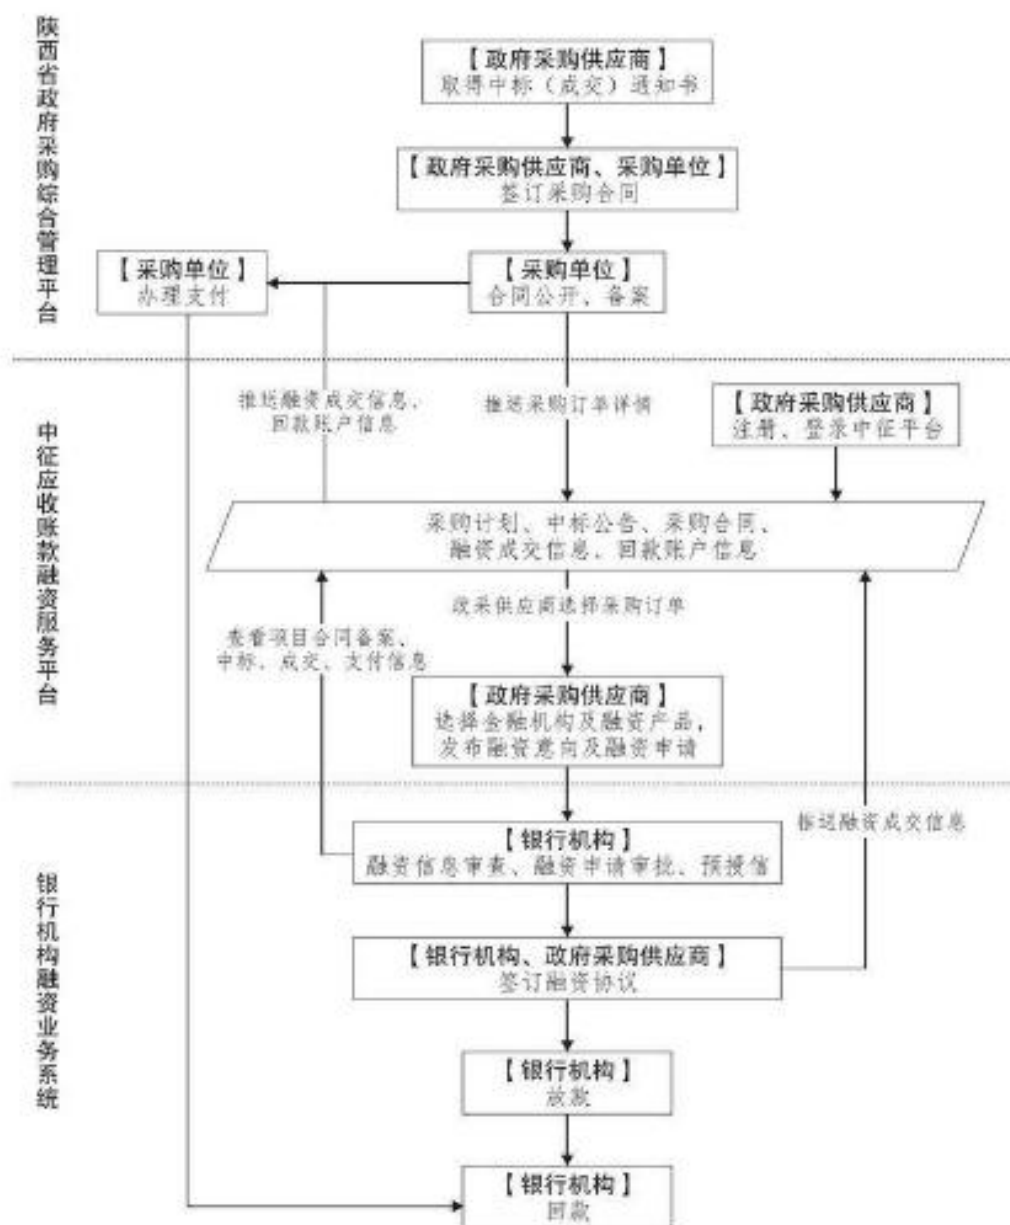 陕西省政府采购综合管理平台
【政府采购供应商】
取得中标（成交）通知书
【政府采购供应商、采购单位】
签订采购合同
【采购单位】
办理支付
【采购单位】
合同公开、备案
中征应收账款融资服务平台
推送融资成交信息、
回款账户信息
推送采购订单详情
【政府采购供应商】
注册、登录中征平台
采购计划、中标公告、采购合同、
融资成交信息、回款账户信息
政采供应商选择采购订单
查看项目合同备案、
中标、成交、支付信息
【政府采购供应商】
选择金融机构及融资产品，
发布融资意向及融资申请
银行机构融资业务系统
推送融资成交信息
【银行机构】
融资信息审查、融资申请审批、预授信
【银行机构、政府采购供应商】
签订融资协议
【银行机构】
放款
【银行机构】
回款